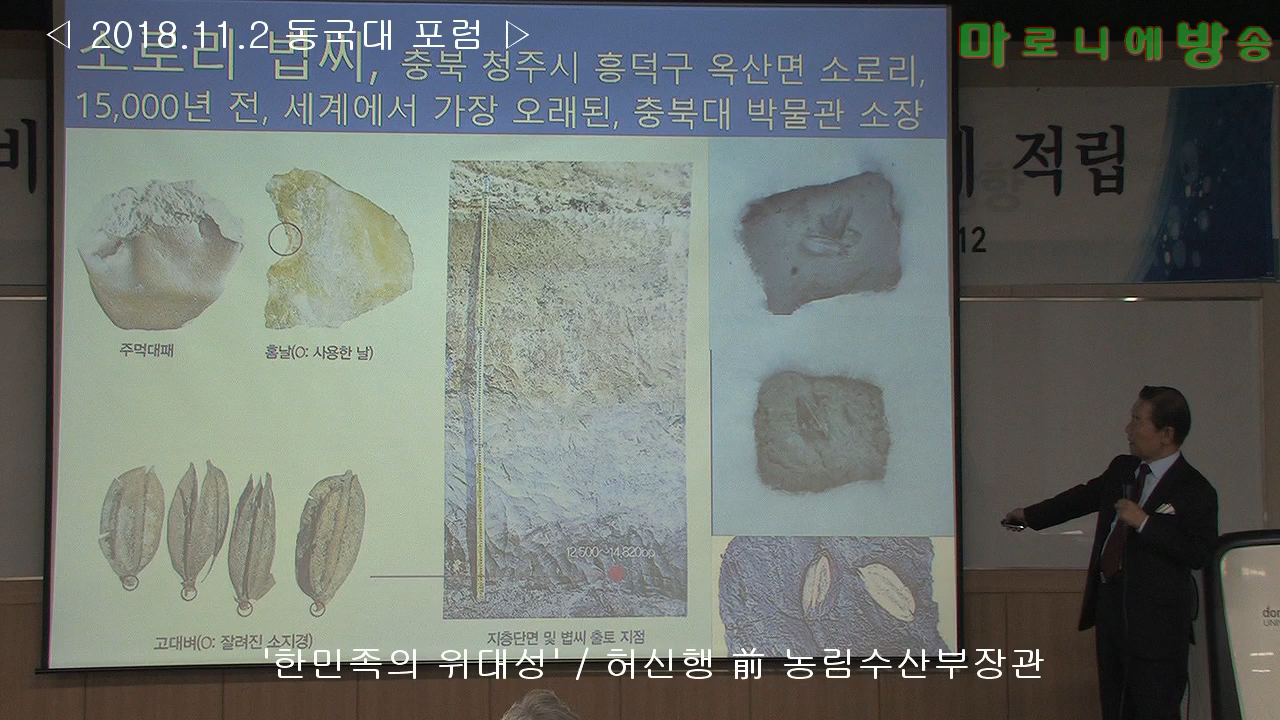 ◁ 2018.11.2 동국대 포럼 ▷
마로니에방송
소로리 볍씨, 충북 청주시 흥덕구 옥산면 소로리,
15,000년 전, 세계에서 가장 오래된, 충북대 박물관 소장
비
적립
12
주먹대패
홈날(O: 사용한 날)
12,500~14,820bp
고대벼(O: 잘려진 소지경)
지층단면 및 볍씨 출토 지점
'한민족의 위대성' / 허신행 前 농림수산부장관